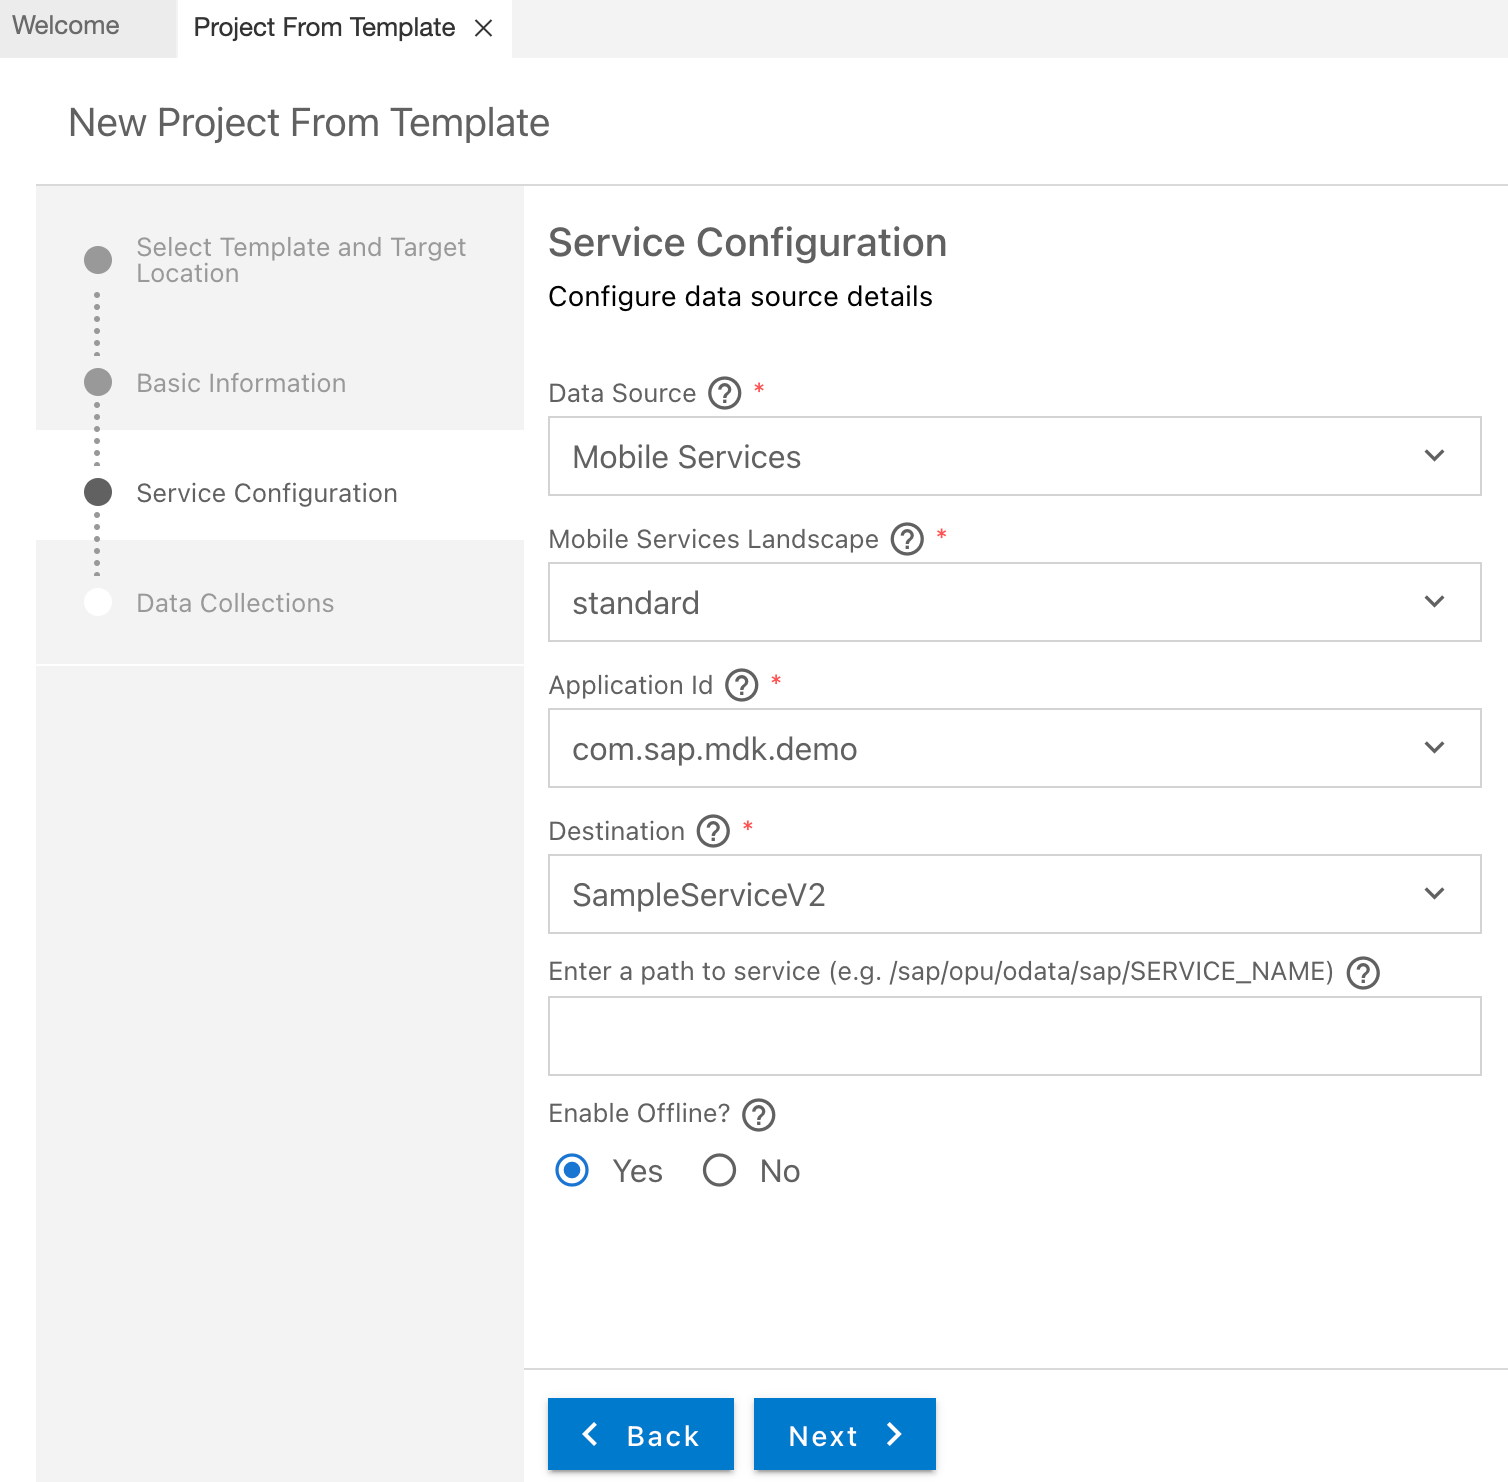 Welcome
Project From Template
New Project From Template
Select Template and Target
Location
Basic Information
Service Configuration
Data Collections
Service Configuration
Configure data source details
Data Source ? *
Mobile Services
Mobile Services Landscape ? *
standard
Application Id ? *
com.sap.mdk.demo
Destination ? *
SampleServiceV2
Enter a path to service (e.g. /sap/opu/odata/sap/SERVICE_NAME) ?
Enable Offline? ?
Yes No
Back Next